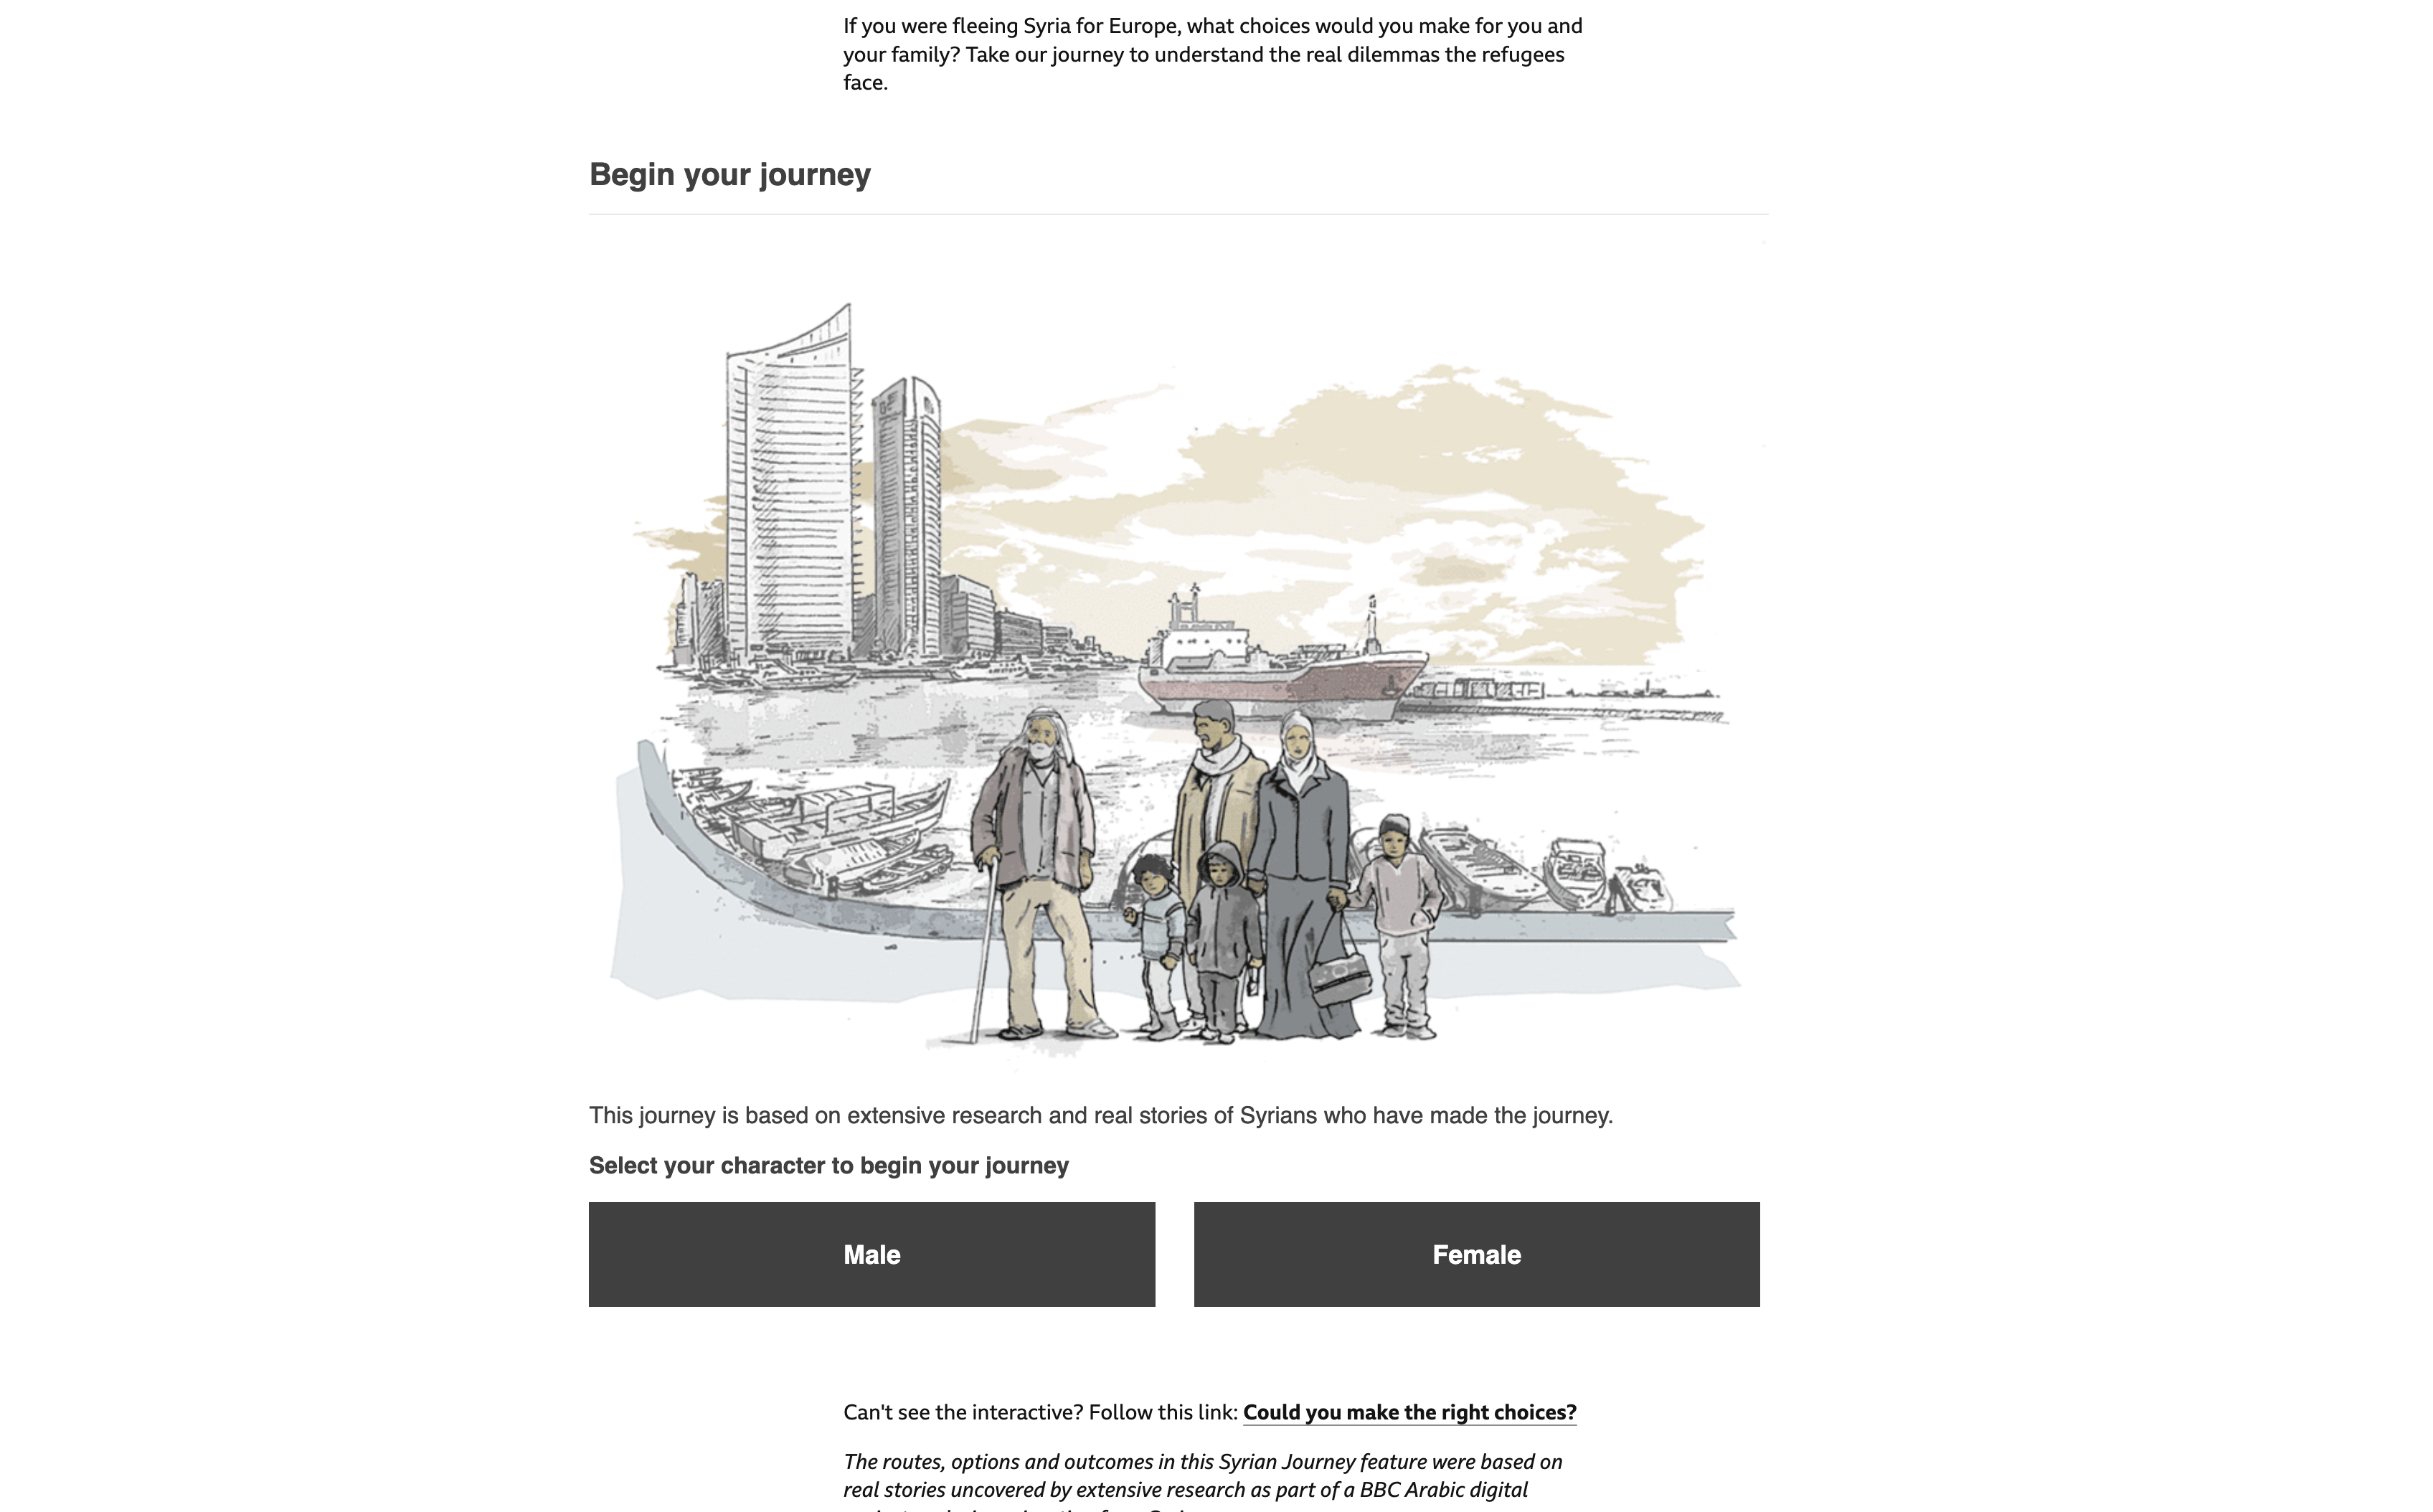 If you were fleeing Syria for Europe, what choices would you make for you and
your family? Take our journey to understand the real dilemmas the refugees
face.
Begin your journey
This journey is based on extensive research and real stories of Syrians who have made the journey.
Select your character to begin your journey
Male
Female
Can't see the interactive? Follow this link: Could you make the right choices?
The routes, options and outcomes in this Syrian Journey feature were based on
real stories uncovered by extensive research as part of a BBC Arabic digital